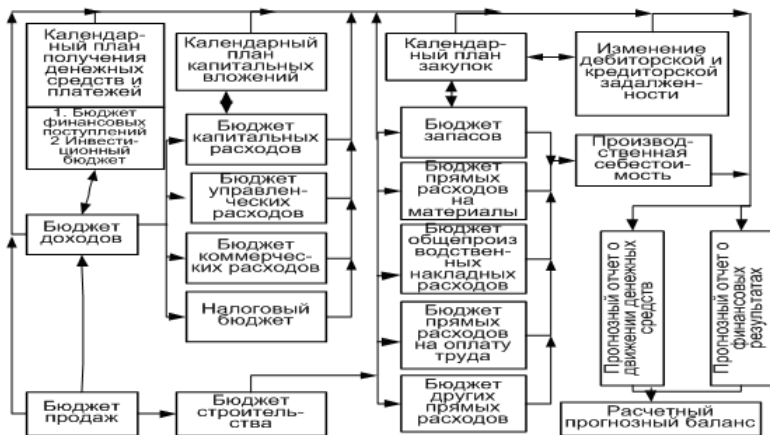 Календар-
ный план
получения
денежных
средств и
платежей
1. Бюджет
финансовых
поступлений
2 Инвести-
ционный
бюджет
Бюджет
доходов
Бюджет
продаж
Календарный
план
капитальных
вложений
Бюджет
капитальных
расходов
Бюджет
управлен-
ческих
расходов
Бюджет
коммерчес-
ких расходов
Налоговый
бюджет
Бюджет
строитель-
ства
Календар-
ный план
закупок
Бюджет
запасов
Бюджет
прямых
расходов
на
материалы
Бюджет
общепроиз
водствен-
ных
накладных
расходов
Бюджет
прямых
расходов
на оплату
труда
Бюджет
других
прямых
расходов
Изменение
дебиторской и
кредиторской
задалжен-
ности
Производ-
ственная
себестои-
мость
Прогнозный отчет о
движении денежных
средств
Прогнозный отчет о
финансовых
результатах
Расчетный
прогнозный баланс